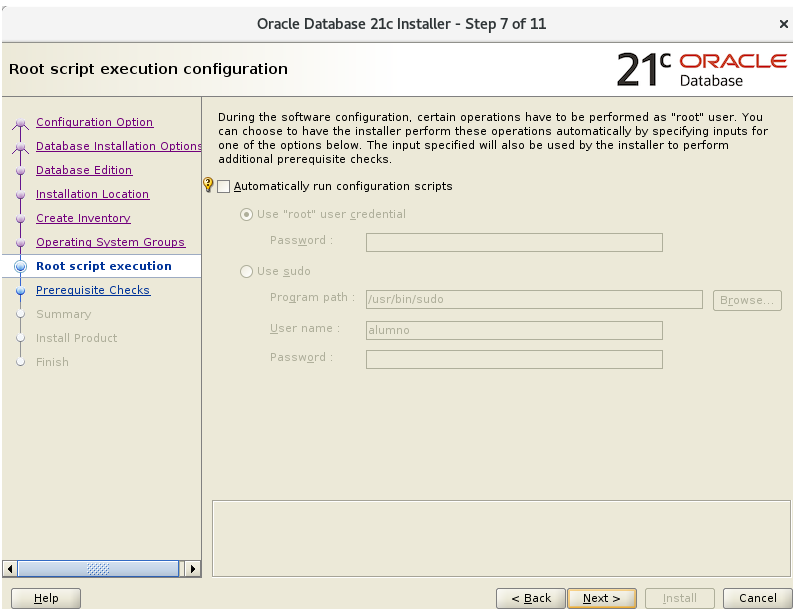 Oracle Database 21c Installer - Step 7 of 11
Root script execution configuration
21c ORACLE
Database
Configuration Option
Database Installation Options
Database Edition
Installation Location
Create Inventory
Operating System Groups
Root script execution
Prerequisite Checks
Summary
Install Product
Finish
During the software configuration, certain operations have to be performed as "root" user. You
can choose to have the installer perform these operations automatically by specifying inputs for
one of the options below. The input specified will also be used by the installer to perform
additional prerequisite checks.
Automatically run configuration scripts
Use "root" user credential
Password :
Use sudo
Program path : /usr/bin/sudo Browse...
User name : alumno
Password :
Help < Back Next > Install Cancel